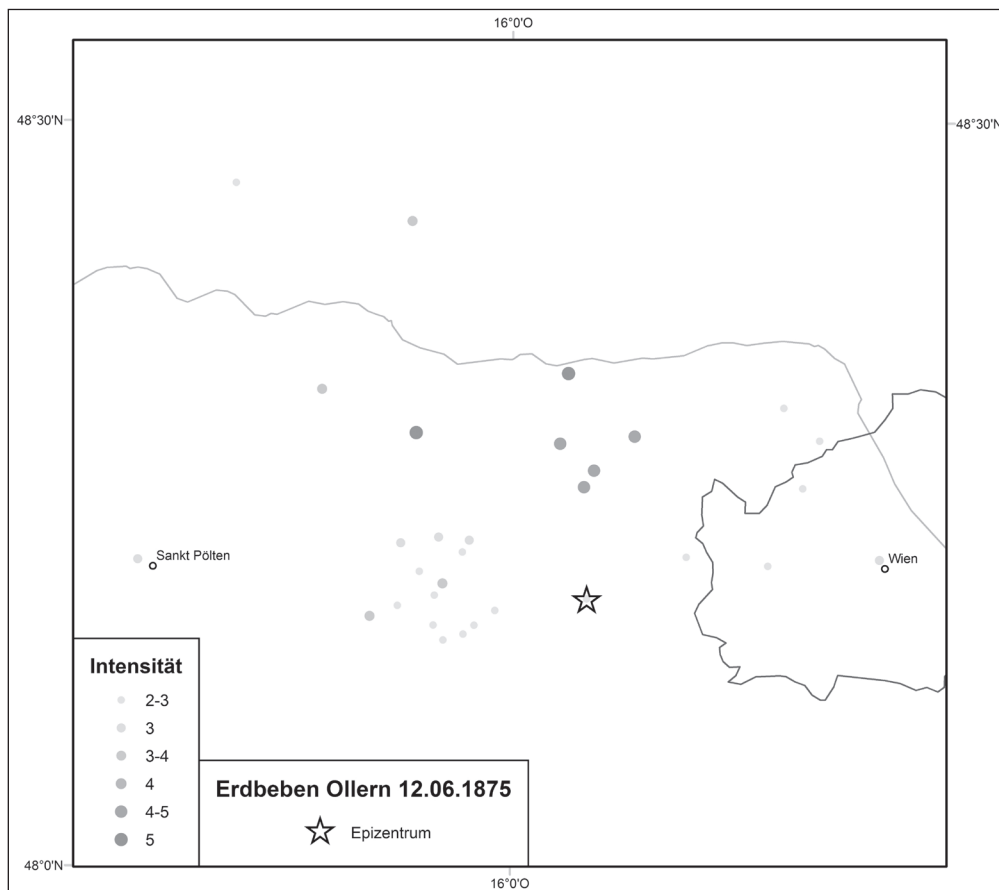 16°0'O
48°30'N
48°30'N
Sankt Pölten
Wien
Intensität
2-3
3
3-4
4
4-5
5
Erdbeben Ollern 12.06.1875
Epizentrum
48°0'N
16°0'O